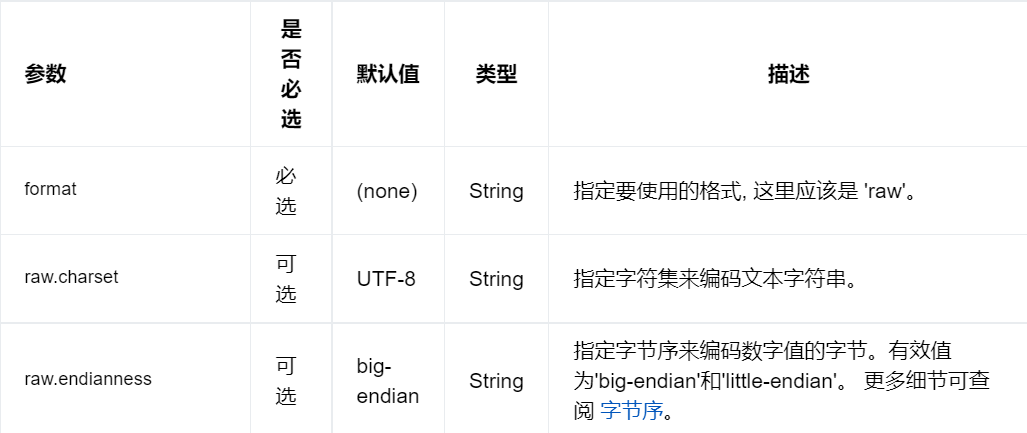 参数
是
否
必
选
默认值
类型
描述
format
必
选
(none)
String
指定要使用的格式, 这里应该是 'raw'。
raw.charset
可
选
UTF-8
String
指定字符集来编码文本字符串。
raw.endianness
可
选
big-
endian
String
指定字节序来编码数字值的字节。有效值
为'big-endian'和'little-endian'。 更多细节可查
阅 字节序。